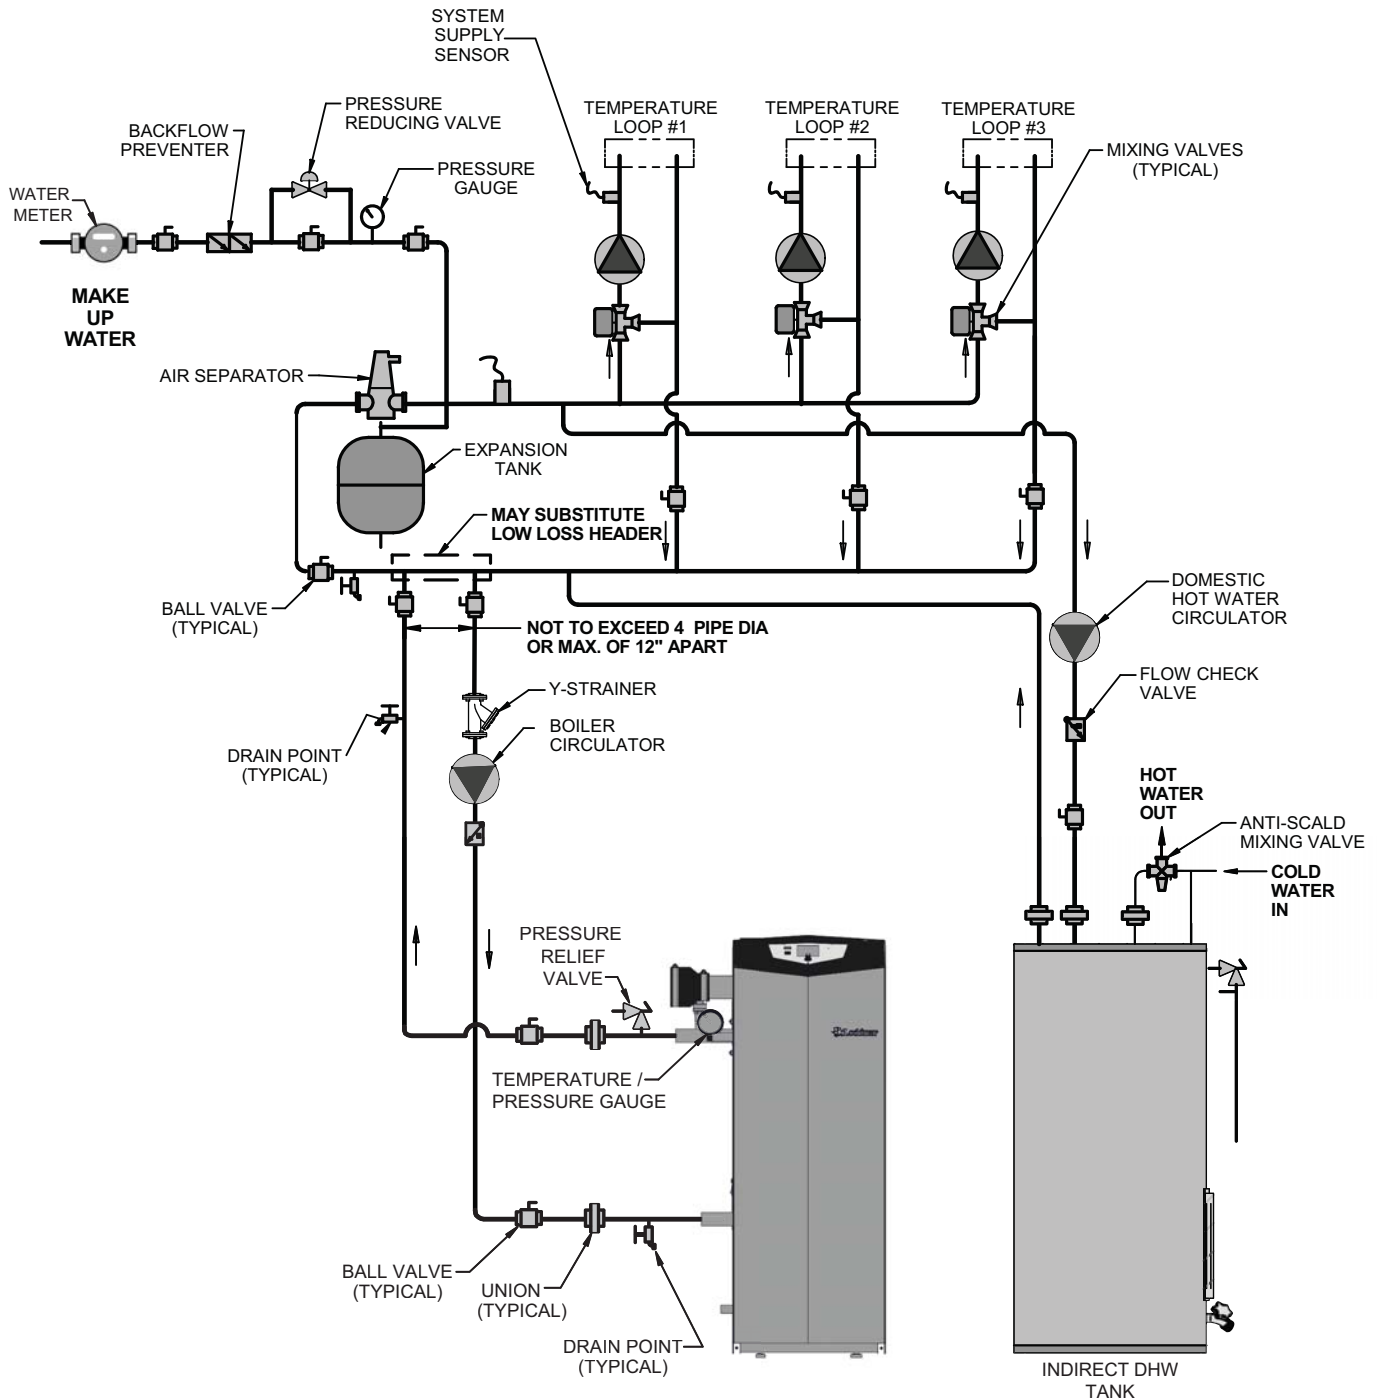 SYSTEM
SUPPLY
SENSOR
PRESSURE
REDUCING VALVE
BACKFLOW
PREVENTER
PRESSURE
GAUGE
WATER
METER
MAKE
UP
WATER
TEMPERATURE
LOOP #1
TEMPERATURE
LOOP #2
TEMPERATURE
LOOP #3
MIXING VALVES
(TYPICAL)
AIR SEPARATOR
EXPANSION
TANK
MAY SUBSTITUTE
LOW LOSS HEADER
BALL VALVE
(TYPICAL)
NOT TO EXCEED 4 PIPE DIA
OR MAX. OF 12" APART
DOMESTIC
HOT WATER
CIRCULATOR
Y-STRAINER
FLOW CHECK
VALVE
BOILER
CIRCULATOR
DRAIN POINT
(TYPICAL)
HOT
WATER
OUT
ANTI-SCALD
MIXING VALVE
COLD
WATER
IN
PRESSURE
RELIEF
VALVE
Lochinvar
TEMPERATURE /
PRESSURE GAUGE
BALL VALVE
(TYPICAL)
UNION
(TYPICAL)
DRAIN POINT
(TYPICAL)
INDIRECT DHW
TANK